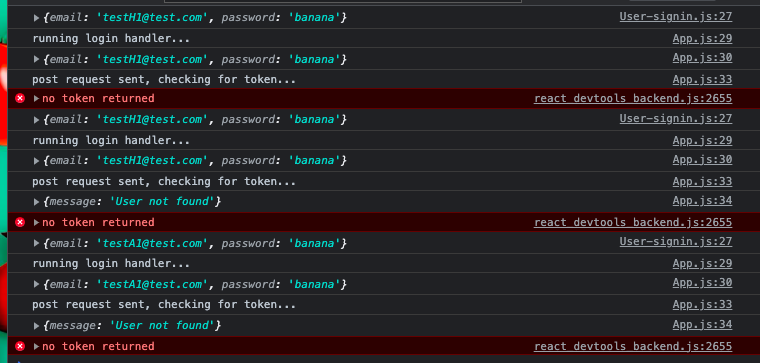 {email: 'testH1@test.com', password: 'banana'} User-signin.js:27
running login handler... App.js:29
{email: 'testH1@test.com', password: 'banana'} App.js:30
post request sent, checking for token... App.js:33
no token returned react_devtools_backend.js:2655
{email: 'testH1@test.com', password: 'banana'} User-signin.js:27
running login handler... App.js:29
{email: 'testH1@test.com', password: 'banana'} App.js:30
post request sent, checking for token... App.js:33
{message: 'User not found'} App.js:34
no token returned react_devtools_backend.js:2655
{email: 'testA1@test.com', password: 'banana'} User-signin.js:27
running login handler... App.js:29
{email: 'testA1@test.com', password: 'banana'} App.js:30
post request sent, checking for token... App.js:33
{message: 'User not found'} App.js:34
no token returned react_devtools_backend.js:2655